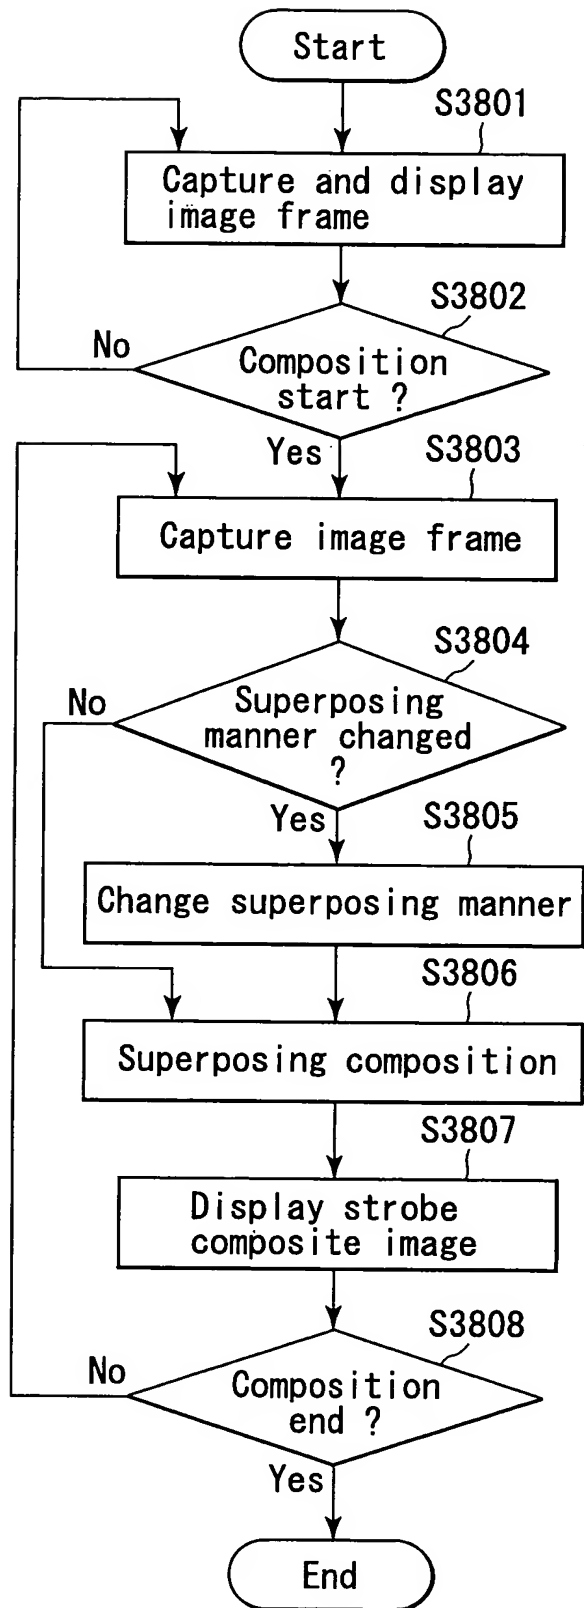 Start
S3801
Capture and display
image frame
S3802
No
Composition
start ?
Yes
S3803
Capture image frame
S3804
No
Superposing
manner changed
?
Yes
S3805
Change superposing manner
S3806
Superposing composition
S3807
Display strobe
composite image
S3808
No
Composition
end ?
Yes
End